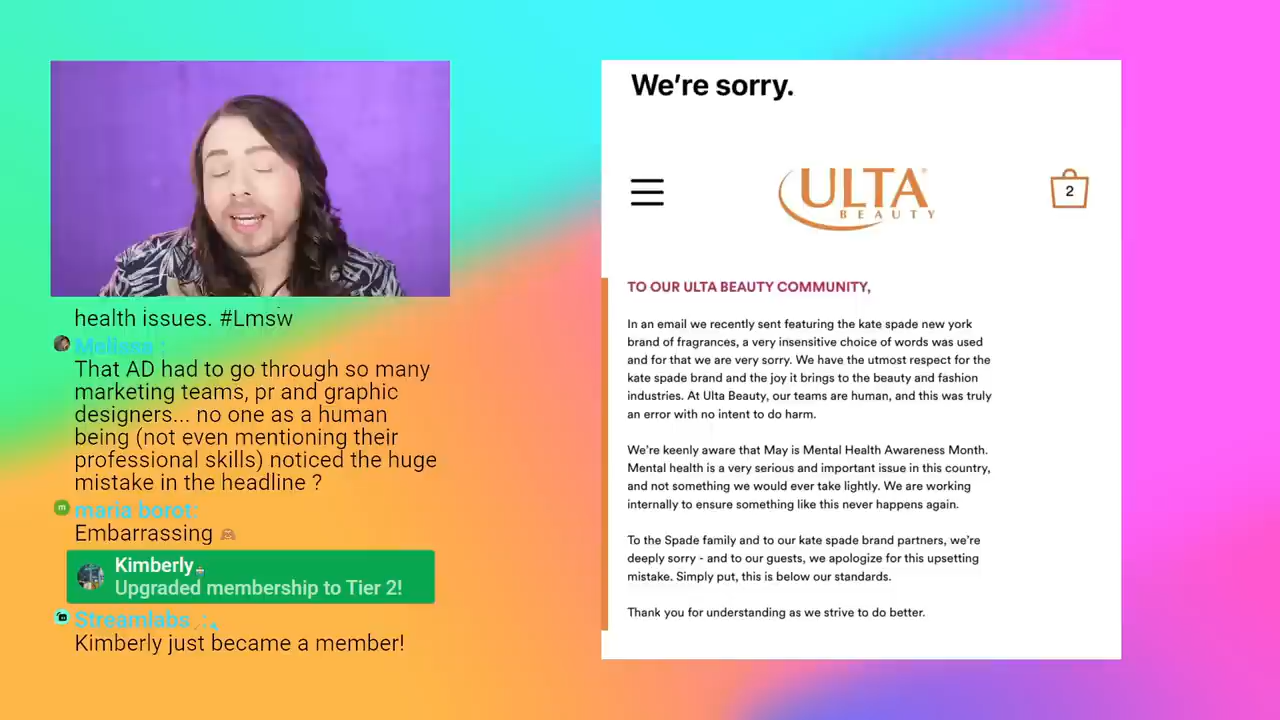 health issues. #Lmsw
Melissa :
That AD had to go through so many
marketing teams, pr and graphic
designers... no one as a human
being (not even mentioning their
professional skills) noticed the huge
mistake in the headline ?
m
maria borot:
Embarrassing
Kimberly
Upgraded membership to Tier 2!
Streamlabs :
Kimberly just became a member!
We're sorry.
ULTA
BEAUTY
2
TO OUR ULTA BEAUTY COMMUNITY,
In an email we recently sent featuring the kate spade new york
brand of fragrances, a very insensitive choice of words was used
and for that we are very sorry. We have the utmost respect for the
kate spade brand and the joy it brings to the beauty and fashion
industries. At Ulta Beauty, our teams are human, and this was truly
an error with no intent to do harm.
We're keenly aware that May is Mental Health Awareness Month.
Mental health is a very serious and important issue in this country,
and not something we would ever take lightly. We are working
internally to ensure something like this never happens again.
To the Spade family and to our kate spade brand partners, we're
deeply sorry - and to our guests, we apologize for this upsetting
mistake. Simply put, this is below our standards.
Thank you for understanding as we strive to do better.